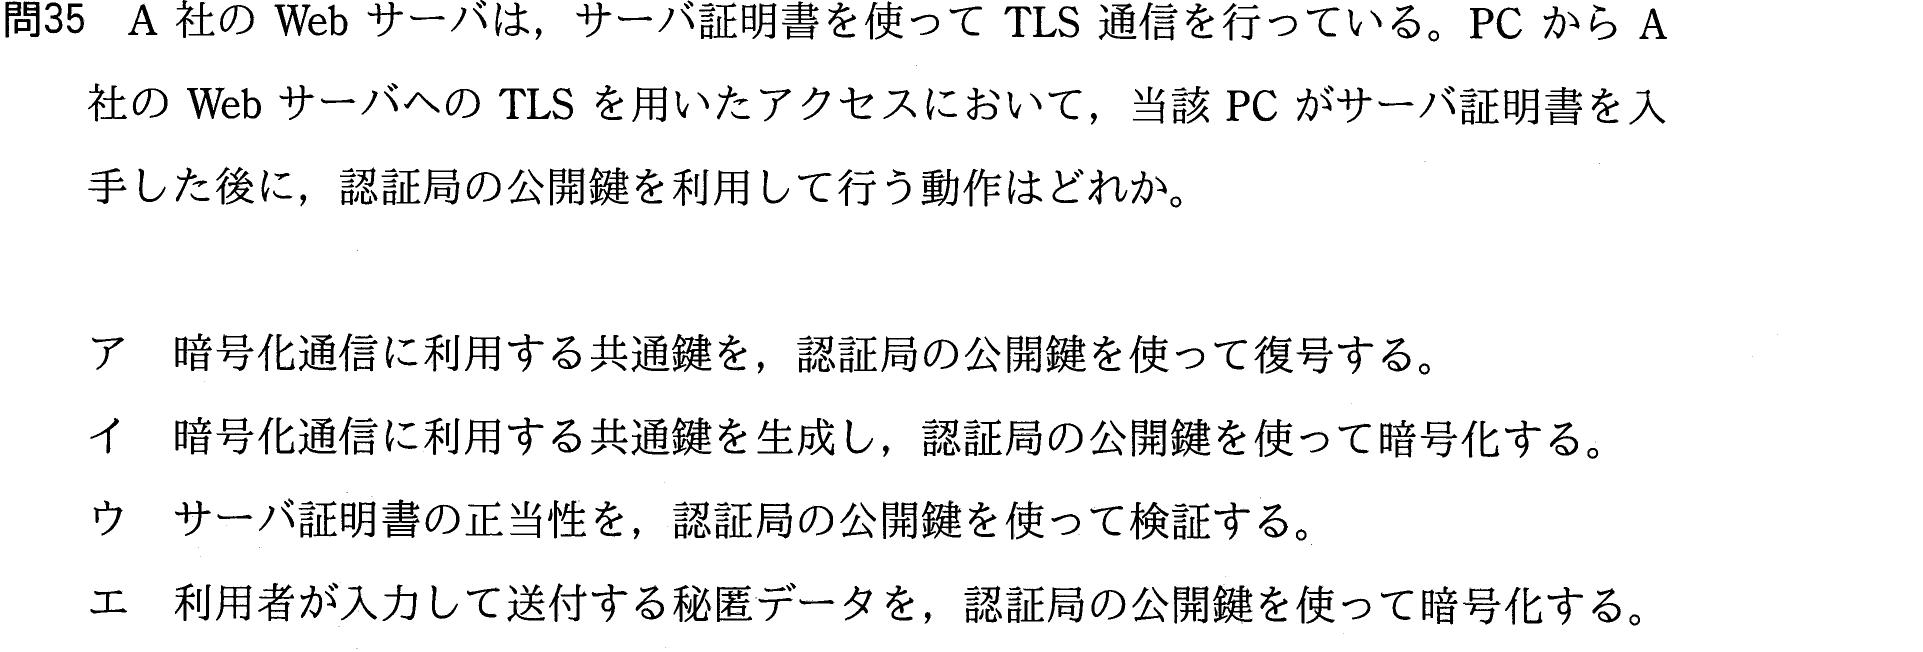 問35 A 社の Web サーバは，サーバ証明書を使って TLS 通信を行っている。PC から A
社の Web サーバへの TLS を用いたアクセスにおいて，当該 PC がサーバ証明書を入
手した後に，認証局の公開鍵を利用して行う動作はどれか。
ア 暗号化通信に利用する共通鍵を，認証局の公開鍵を使って復号する。
イ 暗号化通信に利用する共通鍵を生成し，認証局の公開鍵を使って暗号化する。
ウ サーバ証明書の正当性を，認証局の公開鍵を使って検証する。
エ 利用者が入力して送付する秘匿データを，認証局の公開鍵を使って暗号化する。